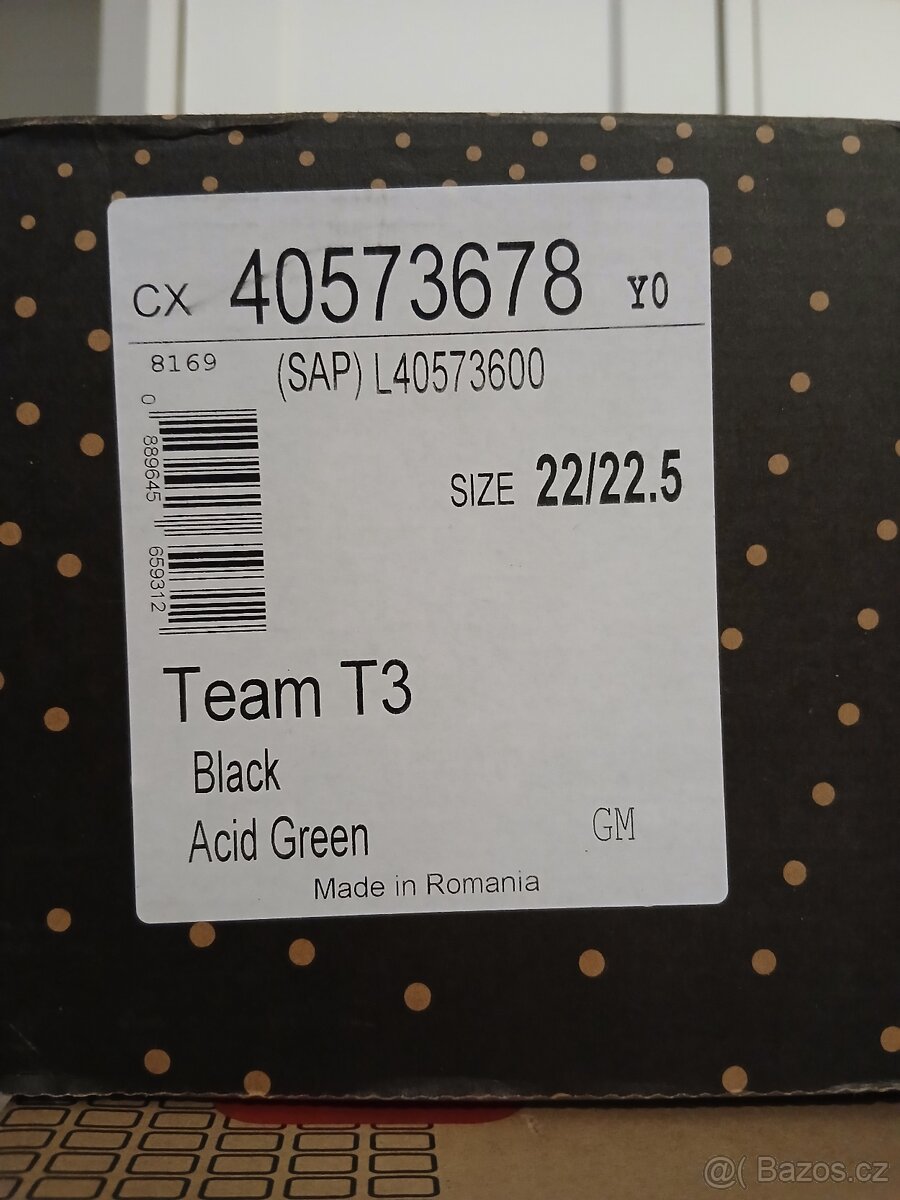 CX 40573678 Y0
8169 (SAP) L40573600
0 889645 659312
SIZE 22/22.5
Team T3
Black
Acid Green GM
Made in Romania
@( Bazos.cz